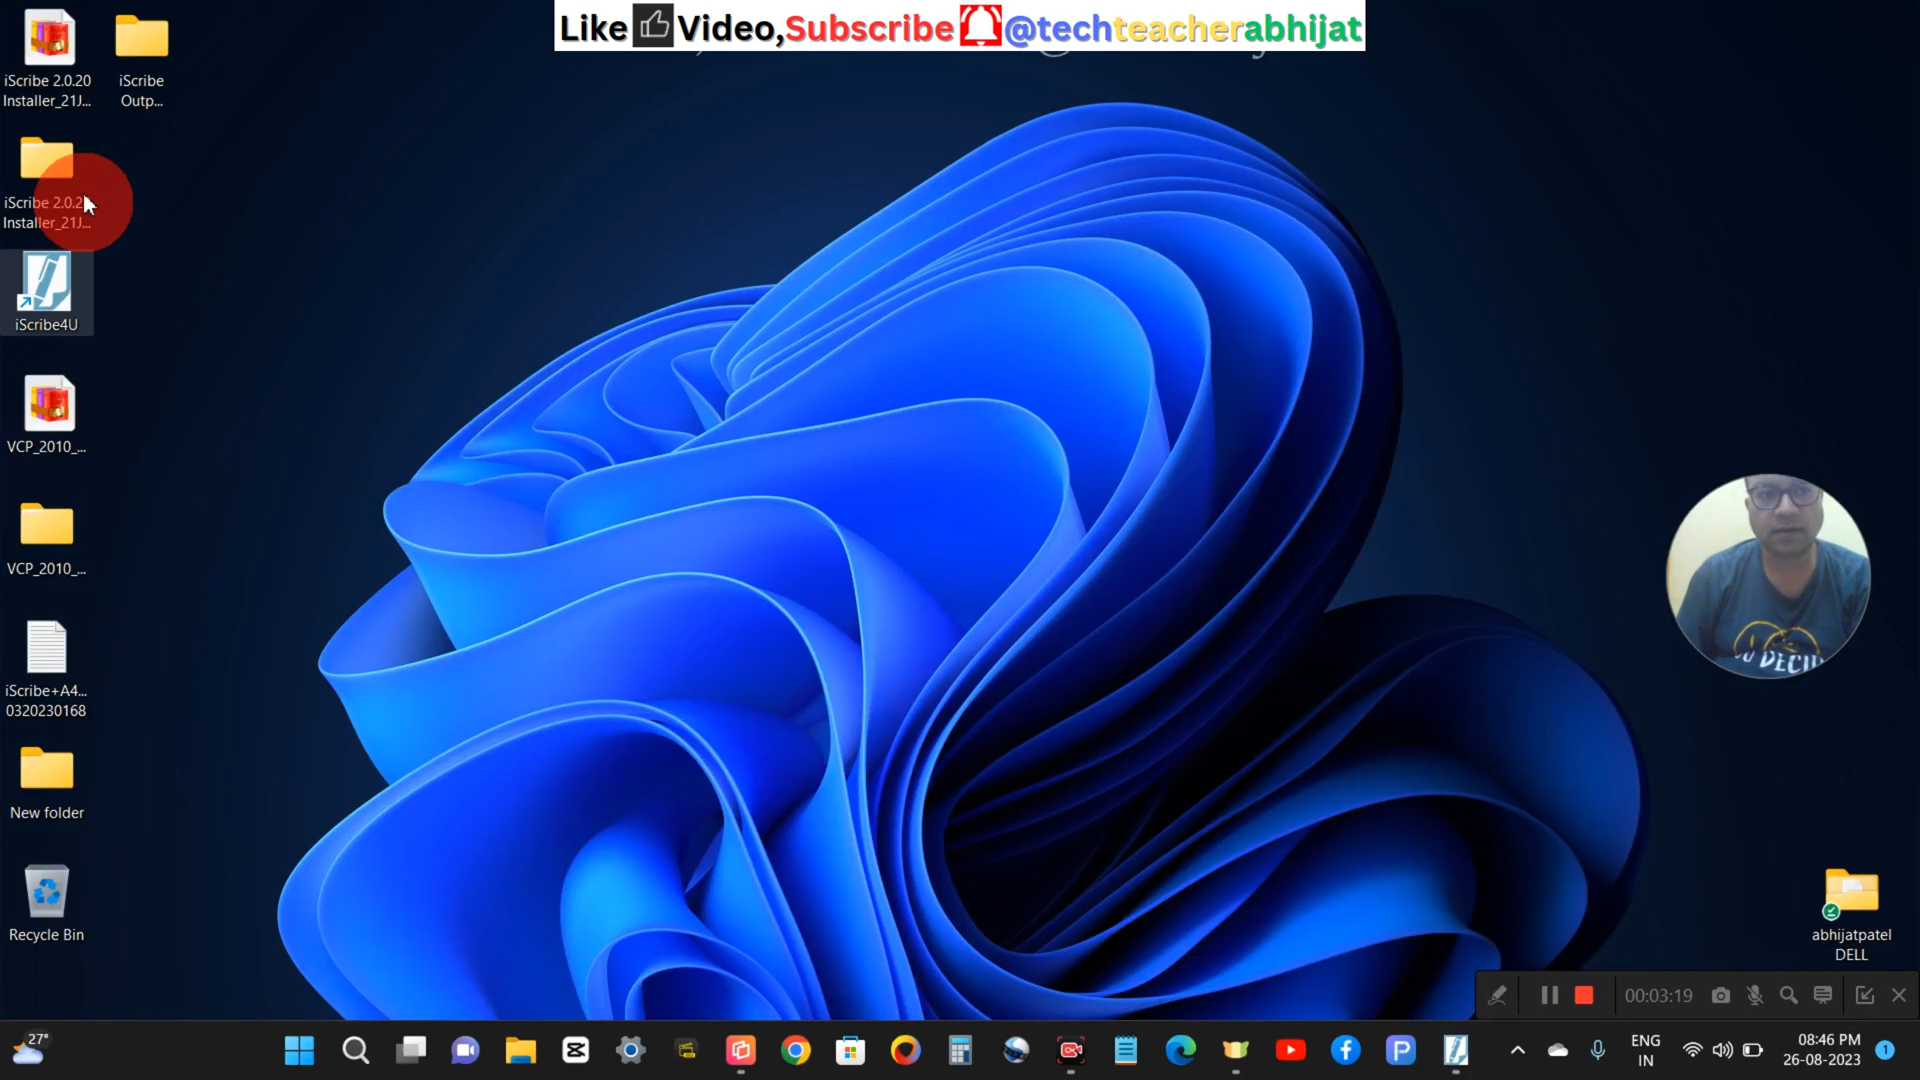 Like Video,Subscribe @techteacherabhijat
iScribe 2.0.20
Installer_21J...
iScribe
Outp...
iScribe 2.0.2
Installer_21J...
iScribe4U
VCP_2010_...
VCP_2010_...
iScribe+A4...
0320230168
New folder
Recycle Bin
DECI
abhijatpatel
DELL
00:03:19
27°
ENG
IN
08:46 PM
26-08-2023
1